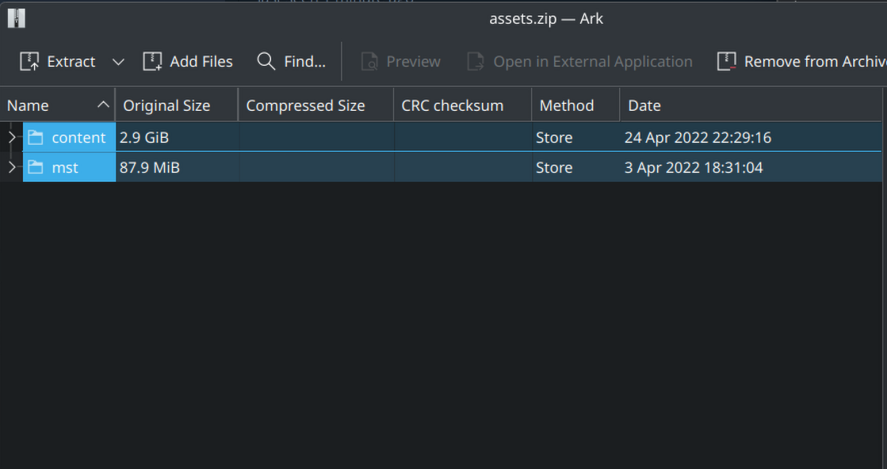 assets.zip — Ark
Extract Add Files Find... Preview Open in External Application Remove from Archive
Name Original Size Compressed Size CRC checksum Method Date
content 2.9 GiB Store 24 Apr 2022 22:29:16
mst 87.9 MiB Store 3 Apr 2022 18:31:04